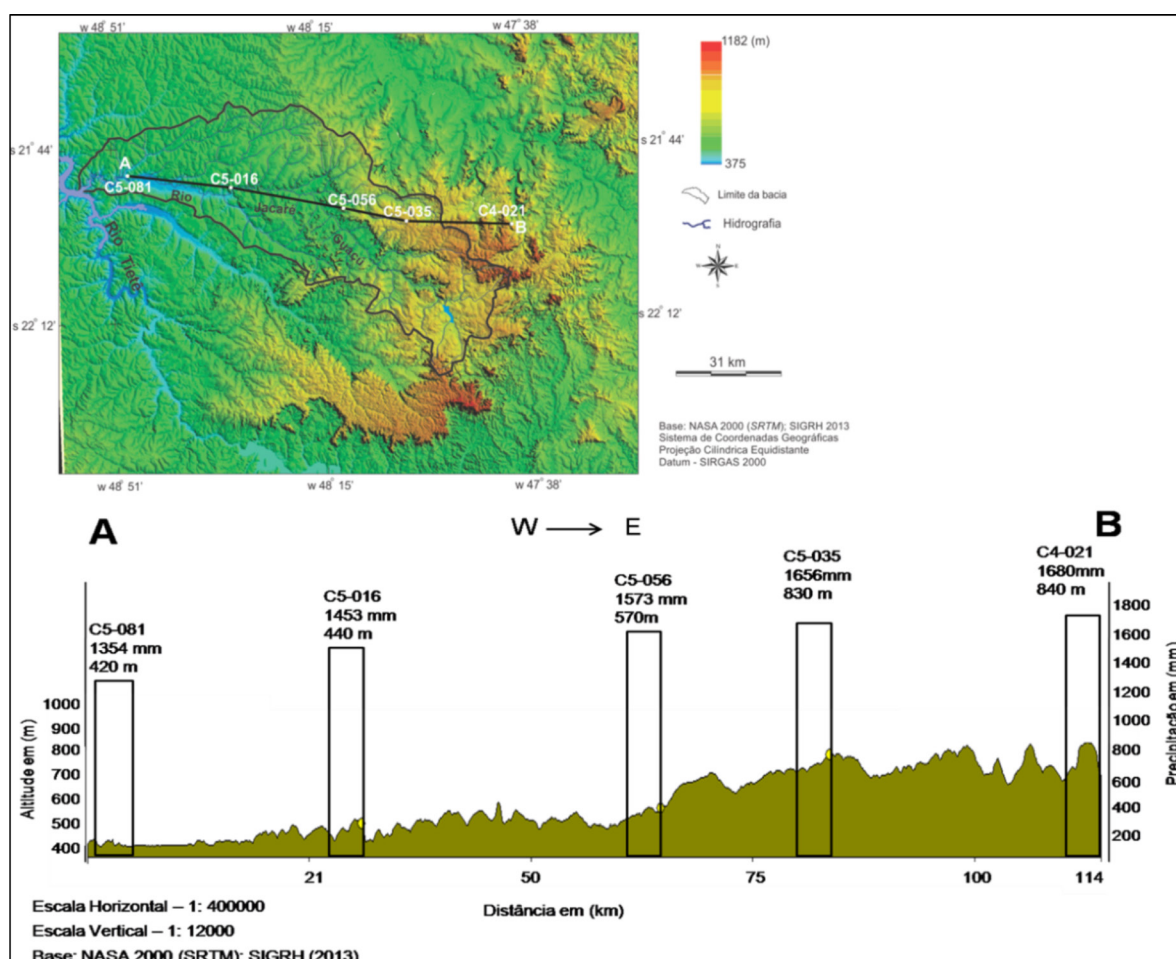 w 48° 51'
w 48° 15'
w 47° 38'
1182 (m)
375
s 21° 44'
s 21° 44'
A
C5-081
C5-016
C5-056
C5-035
C4-021
B
Rio
Jacaré
Guaçu
Rio Tietê
s 22° 12'
s 22° 12'
w 48° 51'
w 48° 15'
w 47° 38'
Limite da bacia
Hidrografia
N
31 km
Base: NASA 2000 (SRTM); SIGRH 2013
Sistema de Coordenadas Geográficas
Projeção Cilíndrica Equidistante
Datum - SIRGAS 2000
A
W → E
B
C5-081
1354 mm
420 m
C5-016
1453 mm
440 m
C5-056
1573 mm
570m
C5-035
1656mm
830 m
C4-021
1680mm
840 m
Altitude em (m)
1000
900
800
700
600
500
400
Precipitação em (mm)
1800
1600
1400
1200
1000
800
600
400
200
21
50
75
100
114
Distância em (km)
Escala Horizontal – 1: 400000
Escala Vertical – 1: 12000
Base: NASA 2000 (SRTM); SIGRH (2013)